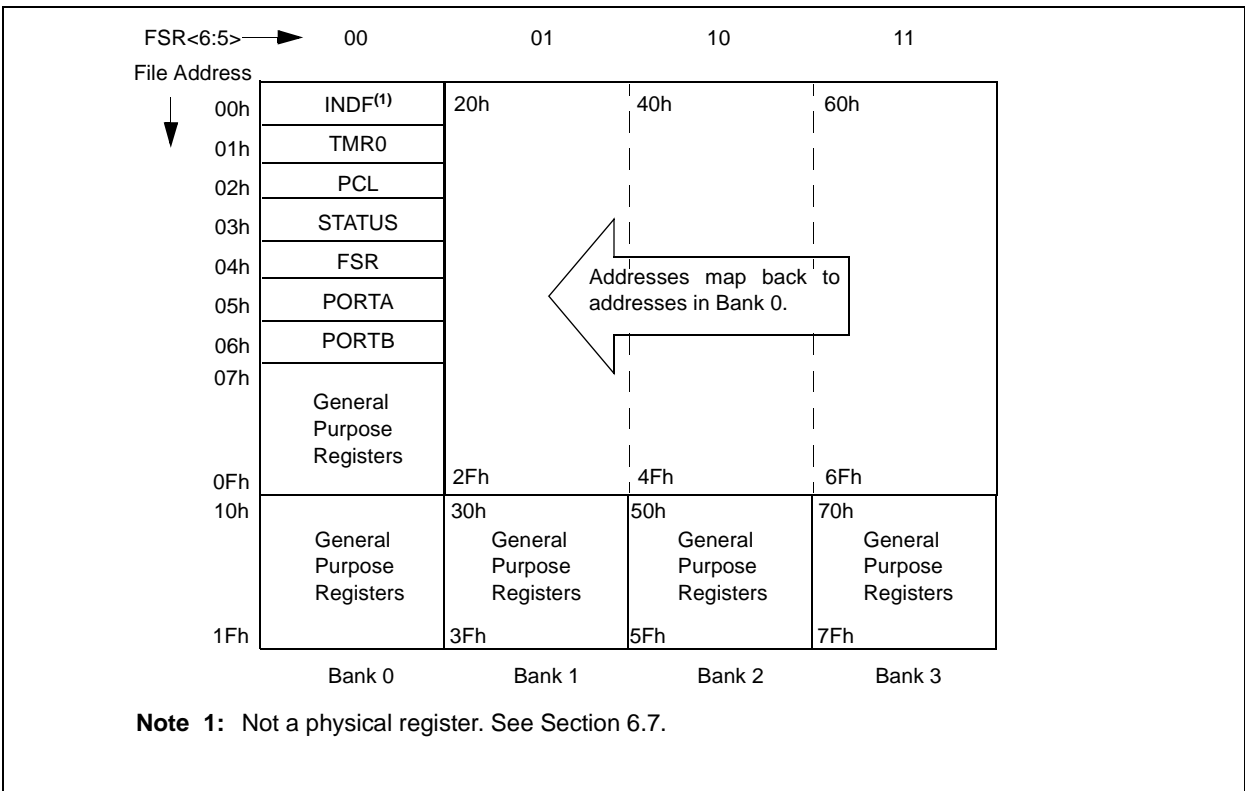 FSR<6:5> 00 01 10 11
File Address
00h INDF(1) 20h 40h 60h
01h TMR0
02h PCL
03h STATUS
04h FSR
05h PORTA
06h PORTB
Addresses map back to
addresses in Bank 0.
07h
General
Purpose
Registers
0Fh 2Fh 4Fh 6Fh
10h 30h 50h 70h
General General General General
Purpose Purpose Purpose Purpose
Registers Registers Registers Registers
1Fh 3Fh 5Fh 7Fh
Bank 0 Bank 1 Bank 2 Bank 3
Note 1: Not a physical register. See Section 6.7.